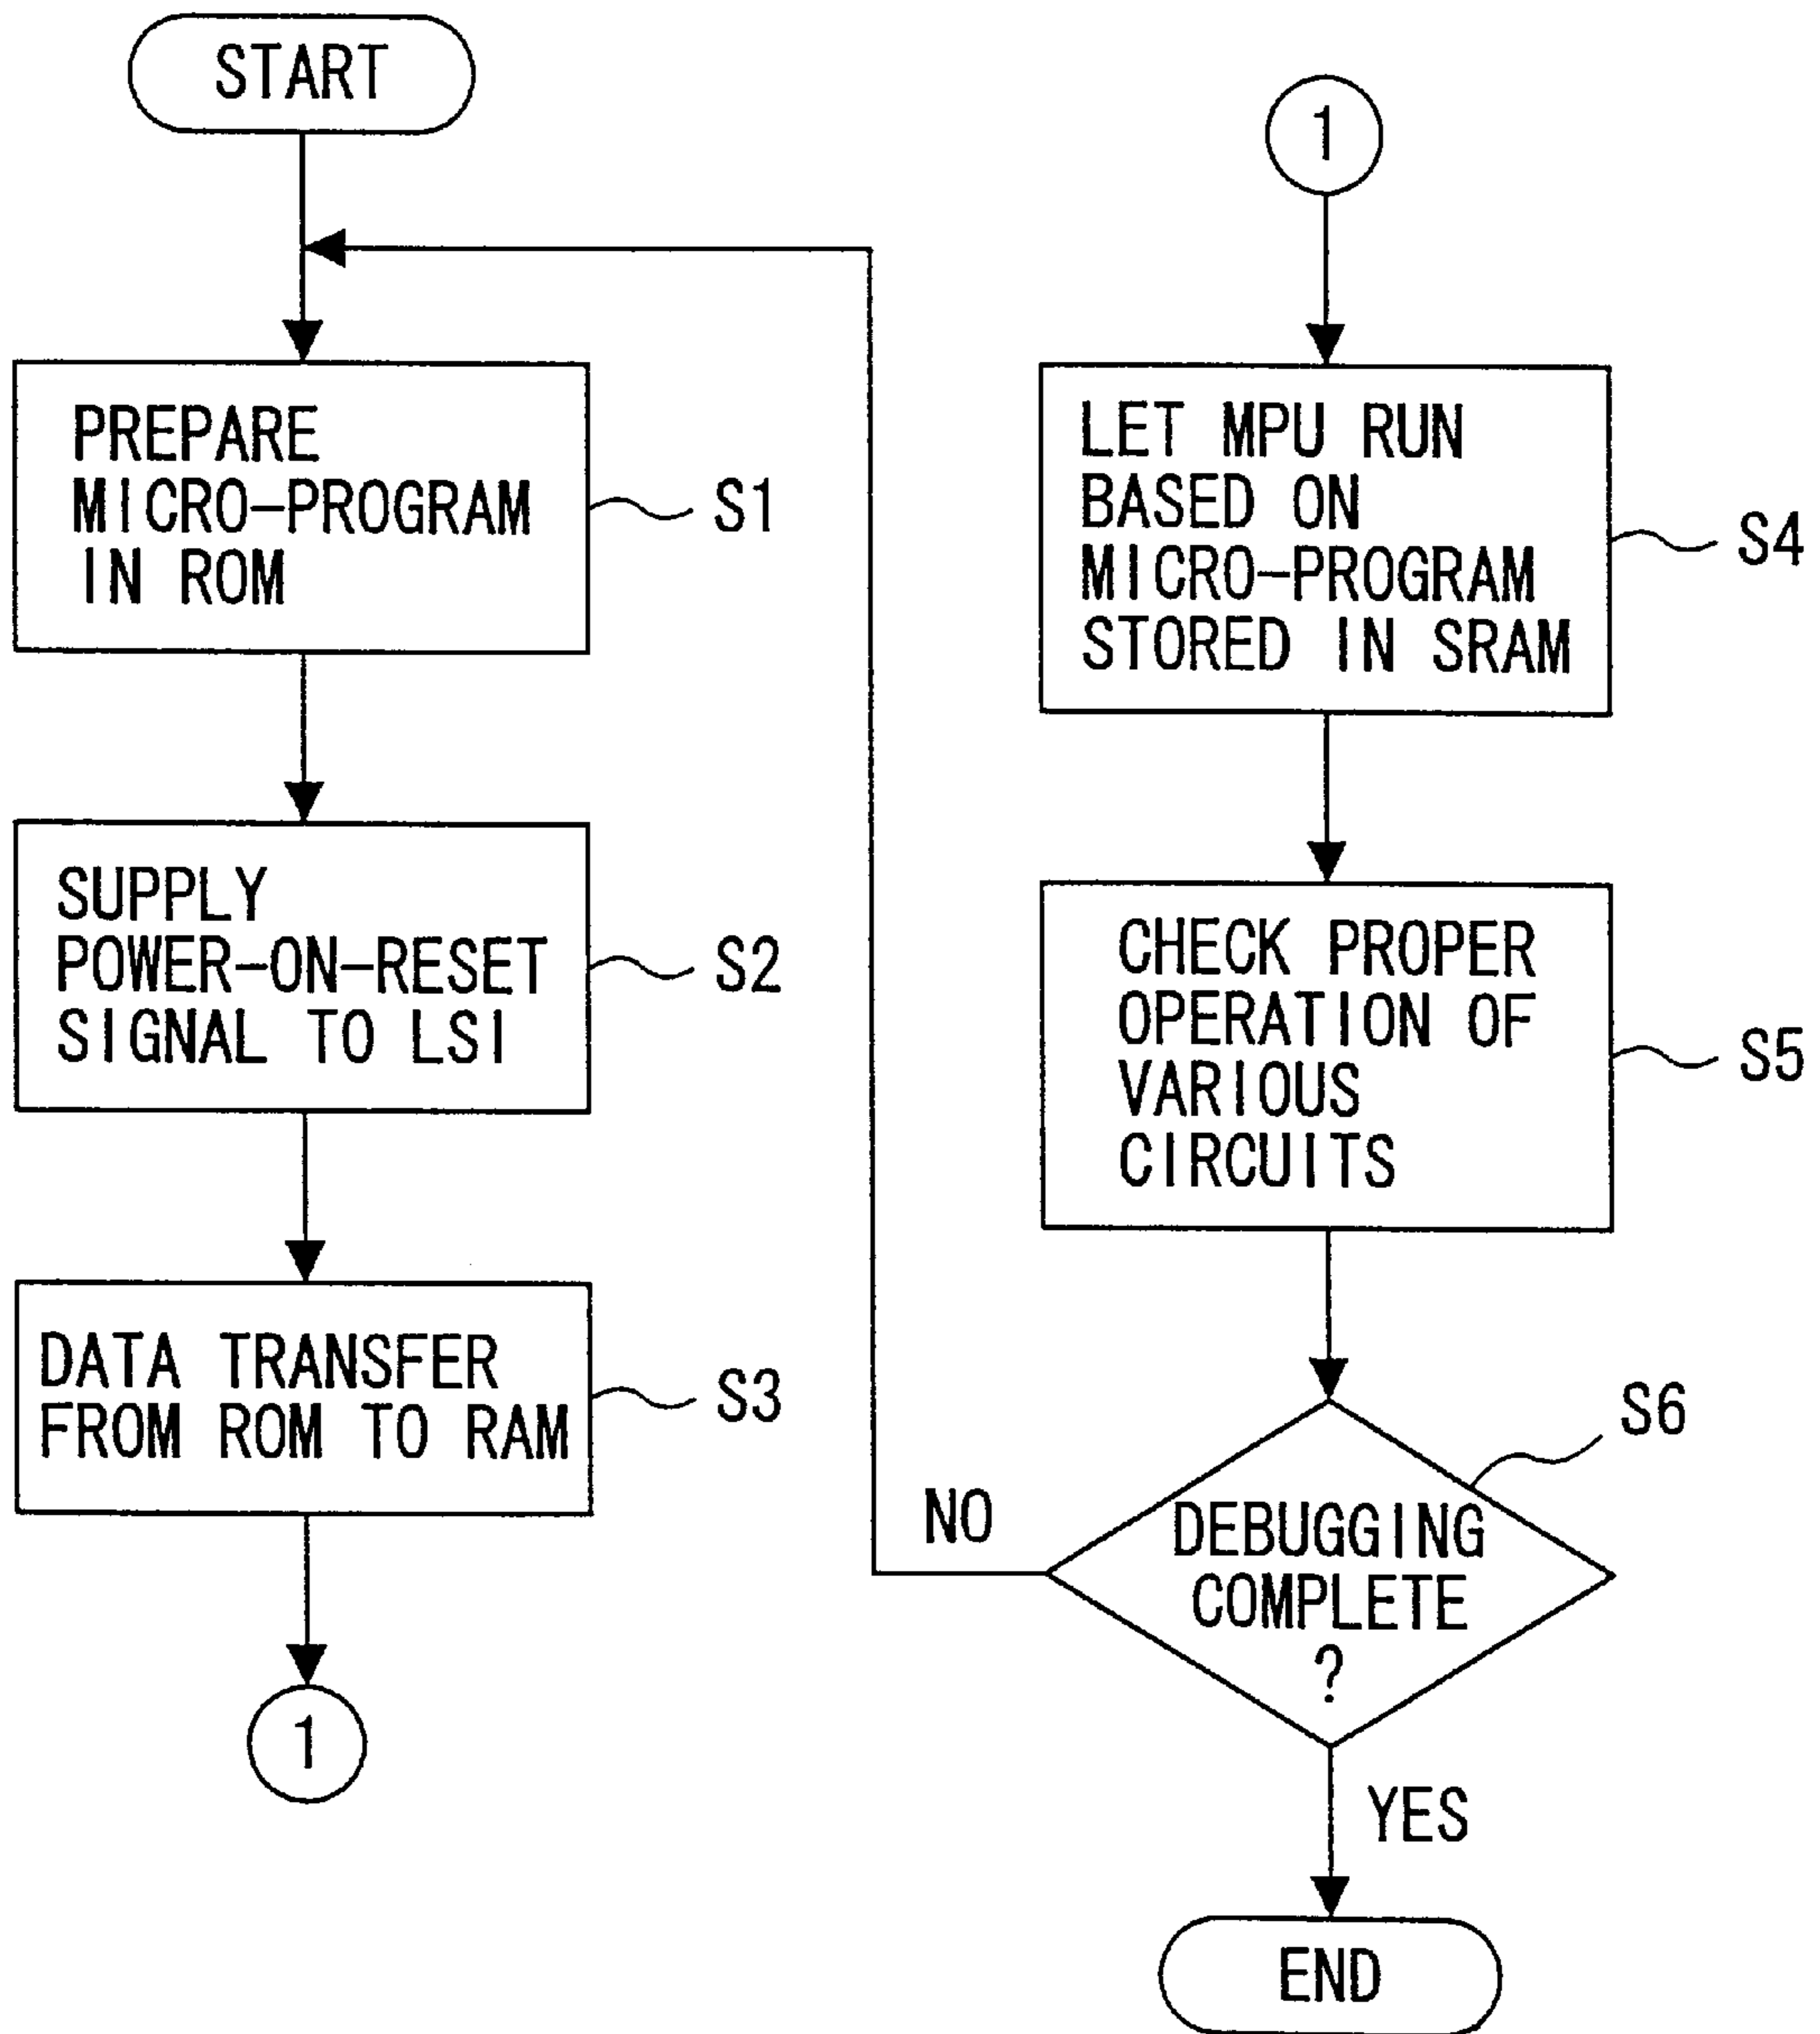 START
PREPARE
MICRO-PROGRAM
IN ROM
S1
SUPPLY
POWER-ON-RESET
SIGNAL TO LSI
S2
DATA TRANSFER
FROM ROM TO RAM
S3
1
1
LET MPU RUN
BASED ON
MICRO-PROGRAM
STORED IN SRAM
S4
CHECK PROPER
OPERATION OF
VARIOUS
CIRCUITS
S5
S6
DEBUGGING
COMPLETE
?
NO
YES
END